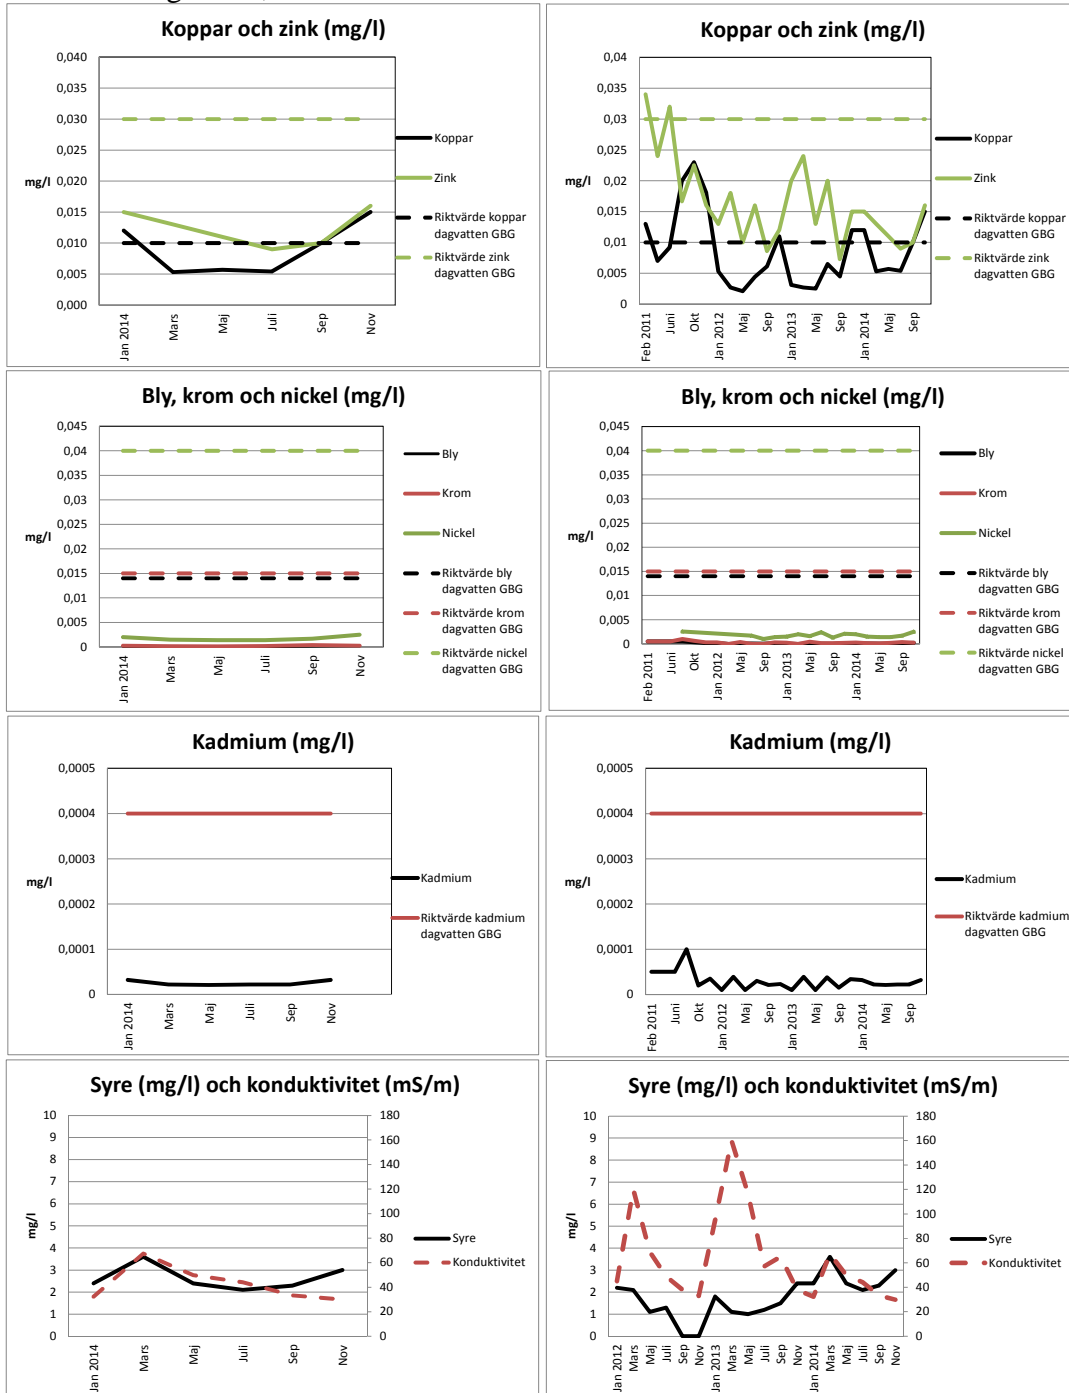 Koppar och zink (mg/l)
0,040
0,035
0,030
0,025
0,020
0,015
0,010
0,005
0,000
mg/l
Jan 2014
Mars
Maj
Juli
Sep
Nov
Koppar
Zink
Riktvärde koppar
dagvatten GBG
Riktvärde zink
dagvatten GBG
Koppar och zink (mg/l)
0,04
0,035
0,03
0,025
0,02
0,015
0,01
0,005
0
mg/l
Feb 2011
Juni
Okt
Jan 2012
Maj
Sep
Jan 2013
Maj
Sep
Jan 2014
Maj
Sep
Koppar
Zink
Riktvärde koppar
dagvatten GBG
Riktvärde zink
dagvatten GBG
Bly, krom och nickel (mg/l)
0,045
0,04
0,035
0,03
0,025
0,02
0,015
0,01
0,005
0
mg/l
Jan 2014
Mars
Maj
Juli
Sep
Nov
Bly
Krom
Nickel
Riktvärde bly
dagvatten GBG
Riktvärde krom
dagvatten GBG
Riktvärde nickel
dagvatten GBG
Bly, krom och nickel (mg/l)
0,045
0,04
0,035
0,03
0,025
0,02
0,015
0,01
0,005
0
mg/l
Feb 2011
Juni
Okt
Jan 2012
Maj
Sep
Jan 2013
Maj
Sep
Jan 2014
Maj
Sep
Bly
Krom
Nickel
Riktvärde bly
dagvatten GBG
Riktvärde krom
dagvatten GBG
Riktvärde nickel
dagvatten GBG
Kadmium (mg/l)
0,0005
0,0004
0,0003
0,0002
0,0001
0
mg/l
Jan 2014
Mars
Maj
Juli
Sep
Nov
Kadmium
Riktvärde kadmium
dagvatten GBG
Kadmium (mg/l)
0,0005
0,0004
0,0003
0,0002
0,0001
0
mg/l
Feb 2011
Juni
Okt
Jan 2012
Maj
Sep
Jan 2013
Maj
Sep
Jan 2014
Maj
Sep
Kadmium
Riktvärde kadmium
dagvatten GBG
Syre (mg/l) och konduktivitet (mS/m)
10
9
8
7
6
5
4
3
2
1
0
mg/l
180
160
140
120
100
80
60
40
20
0
Jan 2014
Mars
Maj
Juli
Sep
Nov
Syre
Konduktivitet
Syre (mg/l) och konduktivitet (mS/m)
10
9
8
7
6
5
4
3
2
1
0
mg/l
180
160
140
120
100
80
60
40
20
0
Jan 2012
Mars
Maj
Juli
Sep
Nov
Jan 2013
Mars
Maj
Juli
Sep
Nov
Jan 2014
Mars
Maj
Juli
Sep
Nov
Syre
Konduktivitet